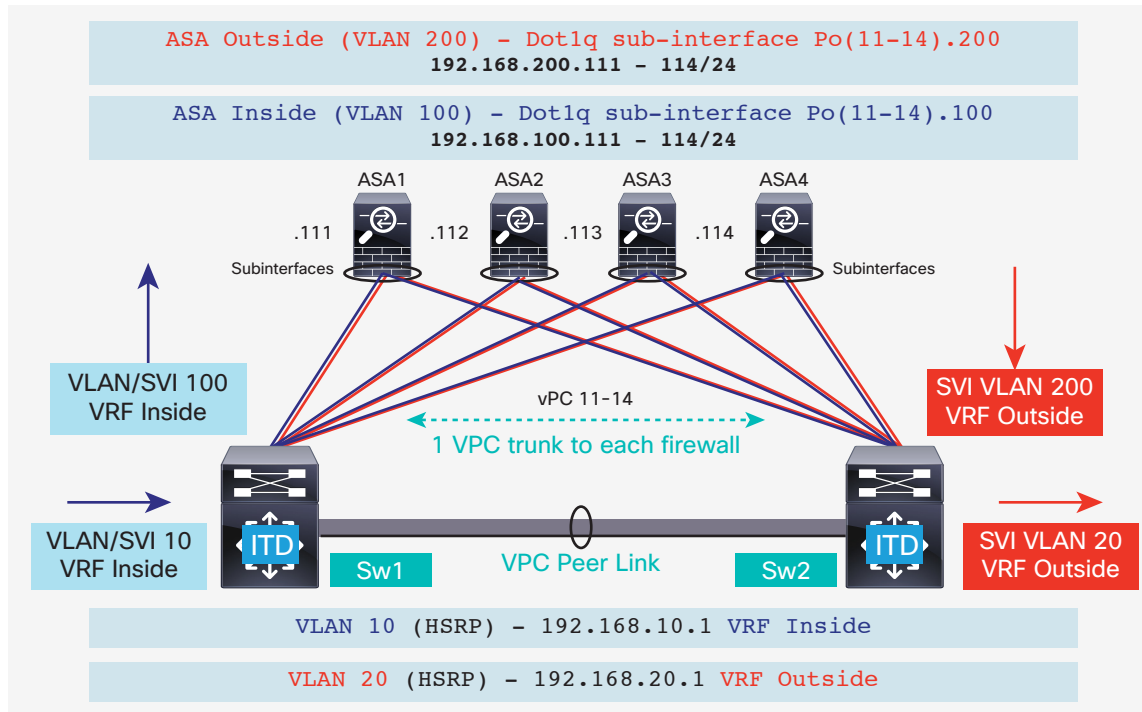 ASA Outside (VLAN 200) - Dot1q sub-interface Po(11-14).200
192.168.200.111 - 114/24
ASA Inside (VLAN 100) - Dot1q sub-interface Po(11-14).100
192.168.100.111 - 114/24
ASA1
ASA2
ASA3
ASA4
.111
.112
.113
.114
Subinterfaces
Subinterfaces
VLAN/SVI 100
VRF Inside
SVI VLAN 200
VRF Outside
vPC 11-14
1 VPC trunk to each firewall
VLAN/SVI 10
VRF Inside
ITD
ITD
SVI VLAN 20
VRF Outside
Sw1
VPC Peer Link
Sw2
VLAN 10 (HSRP) - 192.168.10.1 VRF Inside
VLAN 20 (HSRP) - 192.168.20.1 VRF Outside